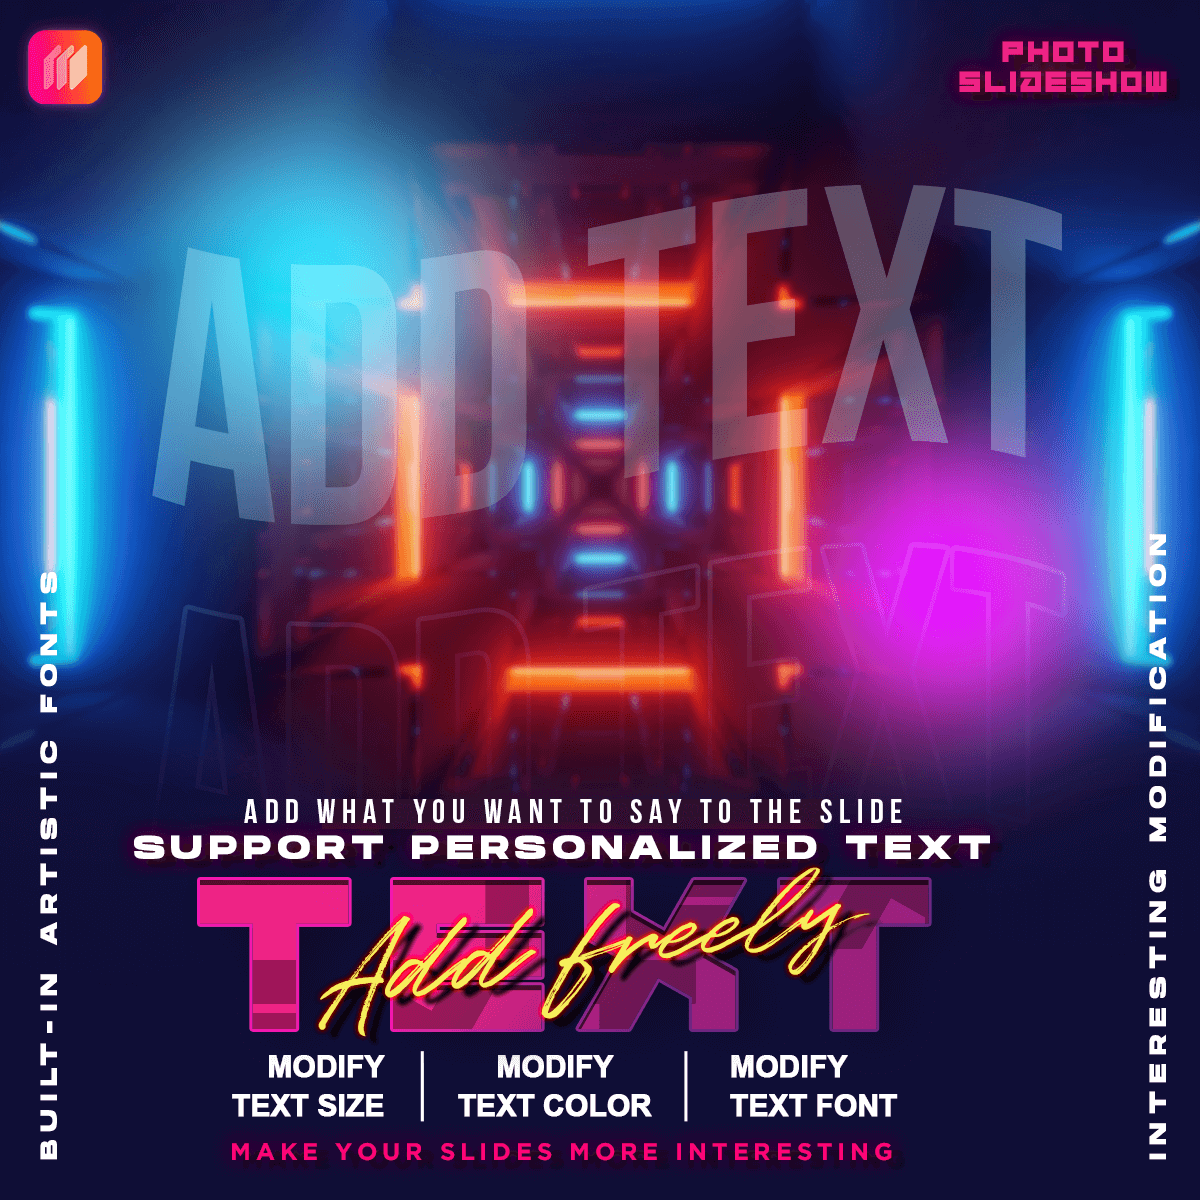 PHOTO
SLIDESHOW
ADD TEXT
ADD TEXT
BUILT-IN ARTISTIC FONTS
INTERESTING MODIFICATION
ADD WHAT YOU WANT TO SAY TO THE SLIDE
SUPPORT PERSONALIZED TEXT
TEXT
Add freely
MODIFY
TEXT SIZE
MODIFY
TEXT COLOR
MODIFY
TEXT FONT
MAKE YOUR SLIDES MORE INTERESTING